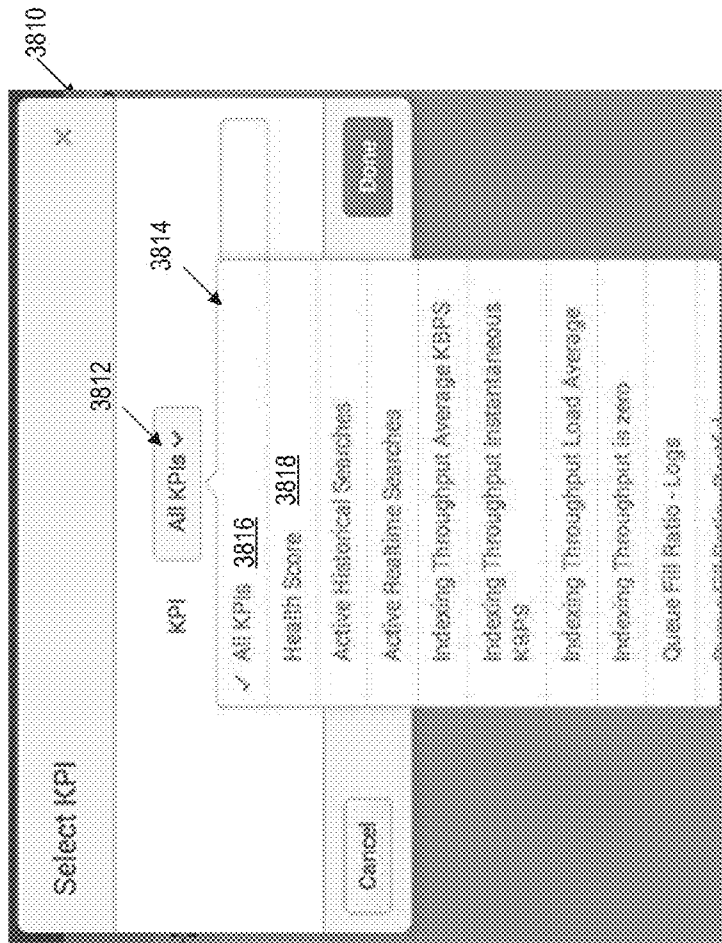 3810
Select KPI
×
3812
KPI
All KPIs
3814
✓ All KPIs 3816
Health Score 3818
Active Historical Searches
Active Realtime Searches
Indexing Throughput Average KBPS
Indexing Throughput Instantaneous
KBPS
Indexing Throughput Load Average
Indexing Throughput is zero
Queue Fill Ratio - Logs
Cancel
Done